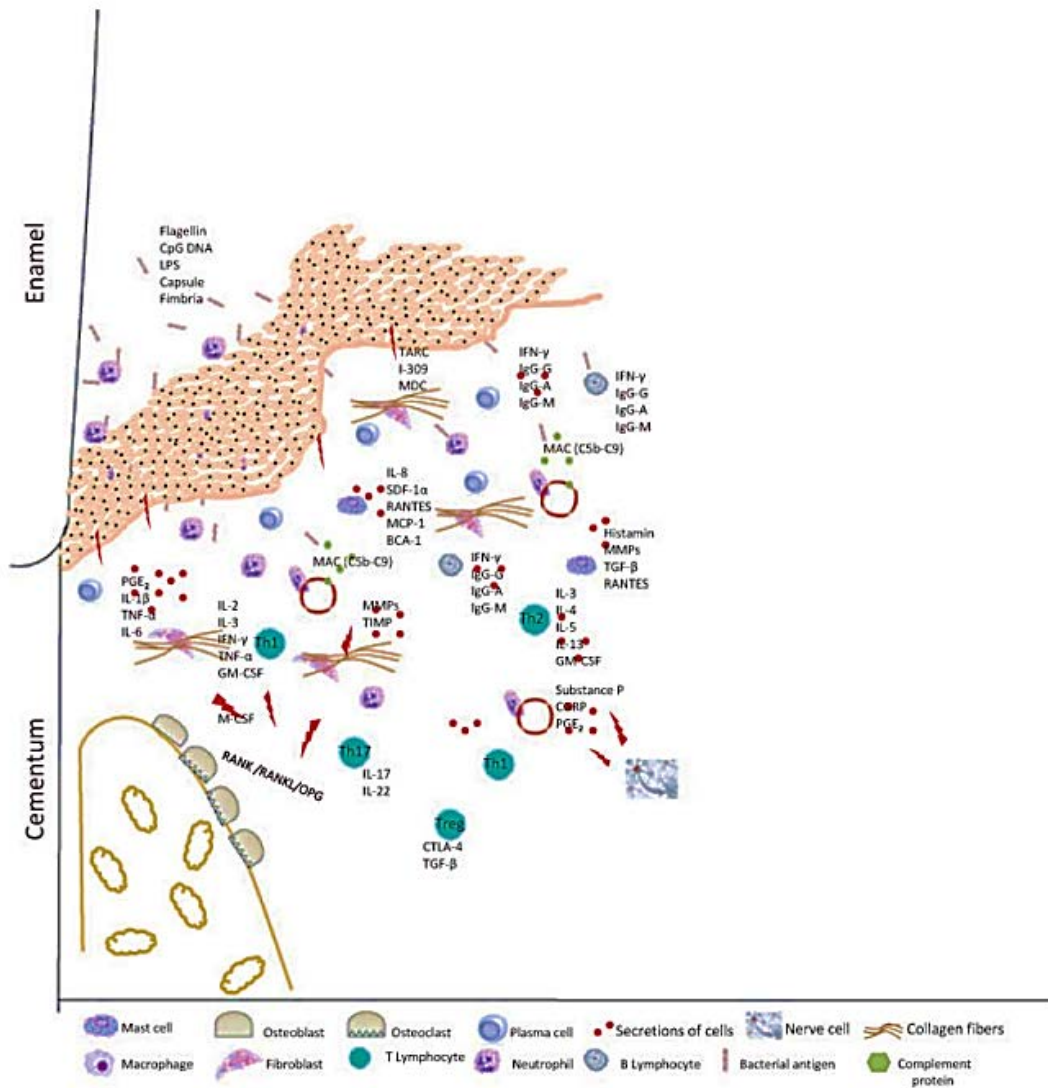 Enamel
Flagellin
CpG DNA
LPS
Capsule
Fimbria
TARC
I-309
MDC
IFN-γ
IgG-G
IgG-A
IgG-M
IFN-γ
IgG-G
IgG-A
IgG-M
MAC (C5b-C9)
IL-8
SDF-1α
RANTES
MCP-1
BCA-1
Histamin
MMPs
TGF-β
RANTES
MAC (C5b-C9)
IFN-γ
IgG-G
IgG-A
IgG-M
PGE₂
IL-1β
TNF-α
IL-6
IL-2
IL-3
IFN-γ
TNF-α
GM-CSF
Th1
MMPs
TIMP
Th2
IL-3
IL-4
IL-5
IL-13
GM-CSF
Cementum
M-CSF
RANK /RANKL/OPG
Th17
IL-17
IL-22
Substance P
CGRP
PGE₂
Th1
Treg
CTLA-4
TGF-β
Mast cell
Osteoblast
Osteoclast
Plasma cell
Secretions of cells
Nerve cell
Collagen fibers
Macrophage
Fibroblast
T Lymphocyte
Neutrophil
B Lymphocyte
Bacterial antigen
Complement
protein